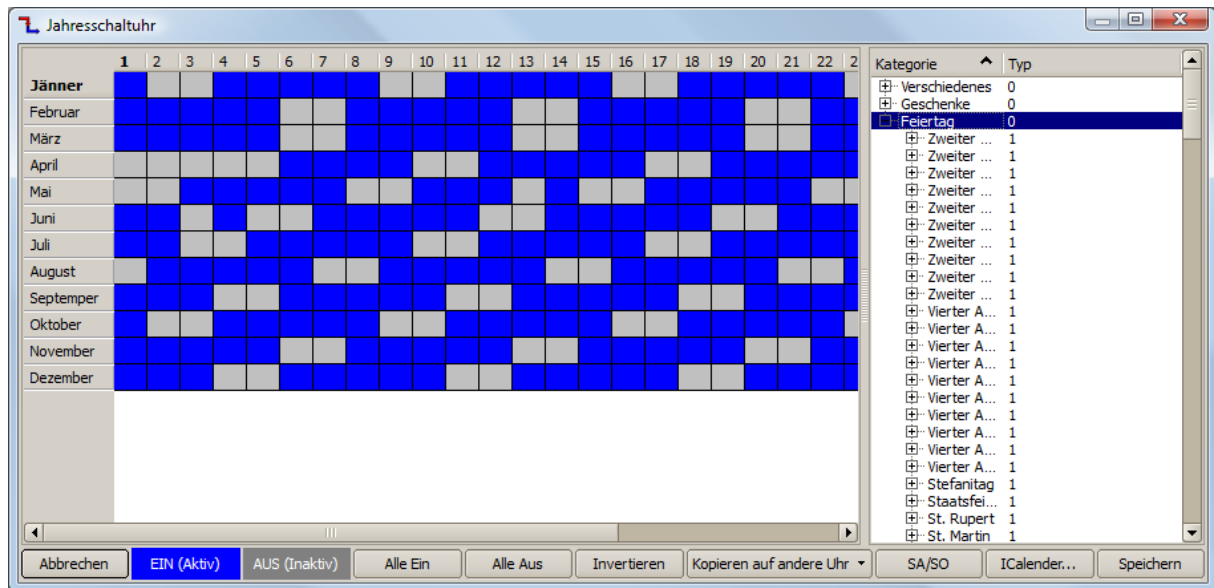 Jahresschaltuhr
1 2 3 4 5 6 7 8 9 10 11 12 13 14 15 16 17 18 19 20 21 22 2
Jänner
Februar
März
April
Mai
Juni
Juli
August
Septemper
Oktober
November
Dezember
Kategorie Typ
Verschiedenes 0
Geschenke 0
Feiertag 0
Zweiter ... 1
Zweiter ... 1
Zweiter ... 1
Zweiter ... 1
Zweiter ... 1
Zweiter ... 1
Zweiter ... 1
Zweiter ... 1
Zweiter ... 1
Zweiter ... 1
Vierter A... 1
Vierter A... 1
Vierter A... 1
Vierter A... 1
Vierter A... 1
Vierter A... 1
Vierter A... 1
Vierter A... 1
Vierter A... 1
Vierter A... 1
Stefanitag 1
Staatsfei... 1
St. Rupert 1
St. Martin 1
Abbrechen EIN (Aktiv) AUS (Inaktiv) Alle Ein Alle Aus Invertieren Kopieren auf andere Uhr SA/SO ICalender... Speichern